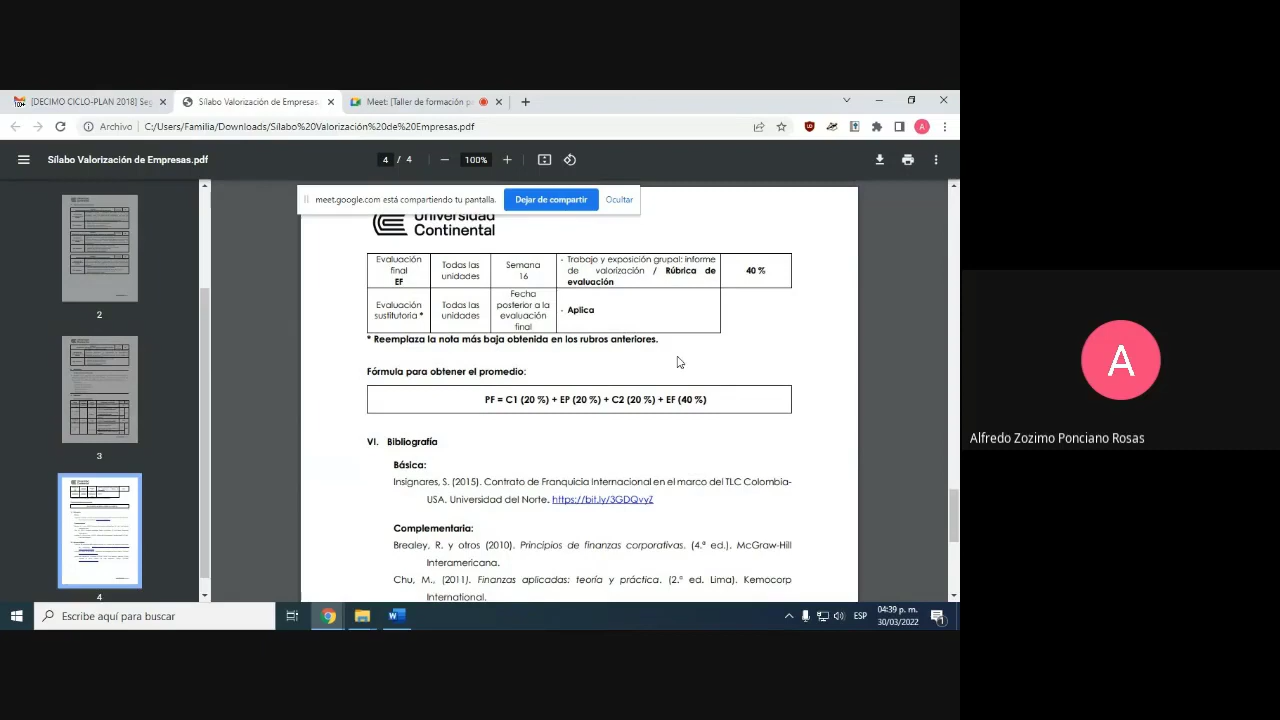 [DECIMO CICLO-PLAN 2018] Seg
Sílabo Valorización de Empresas.
Meet: [Taller de formación p
Archivo
C:/Users/Familia/Downloads/Sílabo%20Valorización%20de%20Empresas.pdf
A
Sílabo Valorización de Empresas.pdf
4 / 4
100%
meet.google.com está compartiendo tu pantalla.
Dejar de compartir
Ocultar
2
3
4
Universidad
Continental
Evaluación
final
EF
Todas las
unidades
Semana
16
- Trabajo y exposición grupal: informe
de valorización / Rúbrica de
evaluación
40 %
Evaluación
sustitutoria *
Todas las
unidades
Fecha
posterior a la
evaluación
final
- Aplica
* Reemplaza la nota más baja obtenida en los rubros anteriores.
Fórmula para obtener el promedio:
PF = C1 (20 %) + EP (20 %) + C2 (20 %) + EF (40 %)
VI. Bibliografía
Básica:
Insignares, S. (2015). Contrato de Franquicia Internacional en el marco del TLC Colombia-
USA. Universidad del Norte. https://bit.ly/3GDQvyZ
Complementaria:
Brealey, R. y otros (2010). Principios de finanzas corporativas. (4.ª ed.). McGraw-Hill
Interamericana.
Chu, M., (2011). Finanzas aplicadas: teoría y práctica. (2.ª ed. Lima). Kemocorp
International.
A
Alfredo Zozimo Ponciano Rosas
Escribe aquí para buscar
ESP
04:39 p. m.
30/03/2022
1